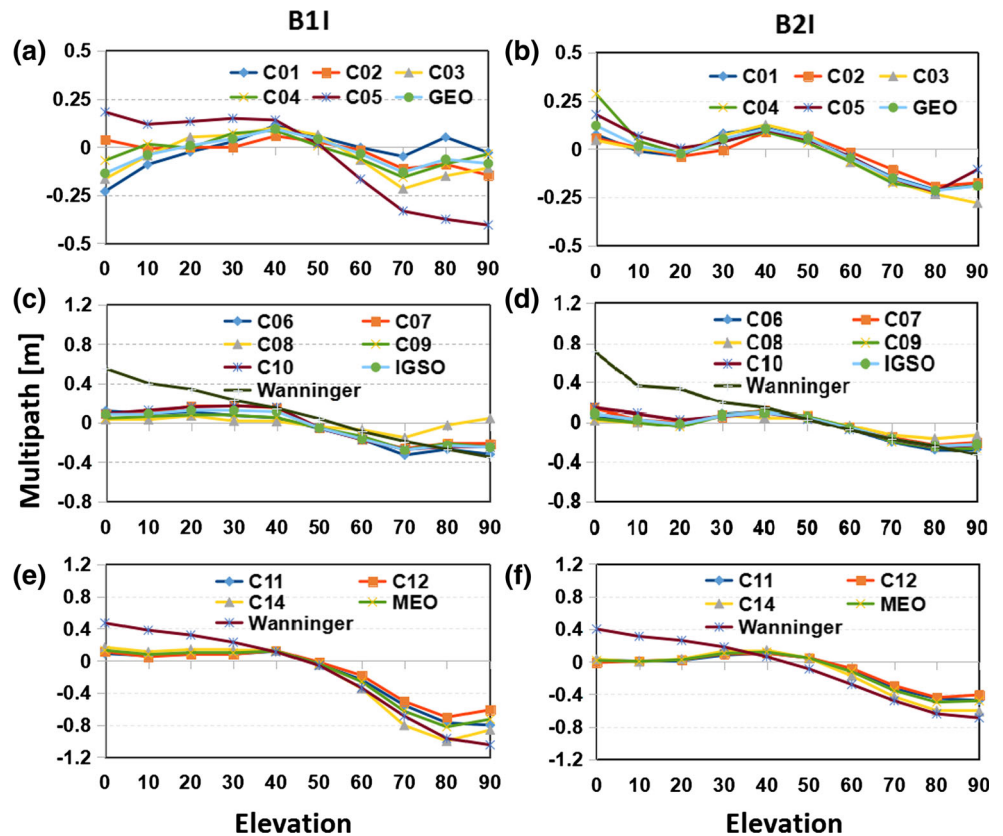 B1I
B2I
(a)
0.5
0.25
0
-0.25
-0.5
C01 C02 C03
C04 C05 GEO
0 10 20 30 40 50 60 70 80 90
(b)
0.5
0.25
0
-0.25
-0.5
C01 C02 C03
C04 C05 GEO
0 10 20 30 40 50 60 70 80 90
Multipath [m]
(c)
1.2
0.8
0.4
0
-0.4
-0.8
C06 C07
C08 C09
C10 IGSO
Wanninger
0 10 20 30 40 50 60 70 80 90
(d)
1.2
0.8
0.4
0
-0.4
-0.8
C06 C07
C08 C09
C10 IGSO
Wanninger
0 10 20 30 40 50 60 70 80 90
(e)
1.2
0.8
0.4
0
-0.4
-0.8
-1.2
C11 C12
C14 MEO
Wanninger
0 10 20 30 40 50 60 70 80 90
(f)
1.2
0.8
0.4
0
-0.4
-0.8
-1.2
C11 C12
C14 MEO
Wanninger
0 10 20 30 40 50 60 70 80 90
Elevation
Elevation